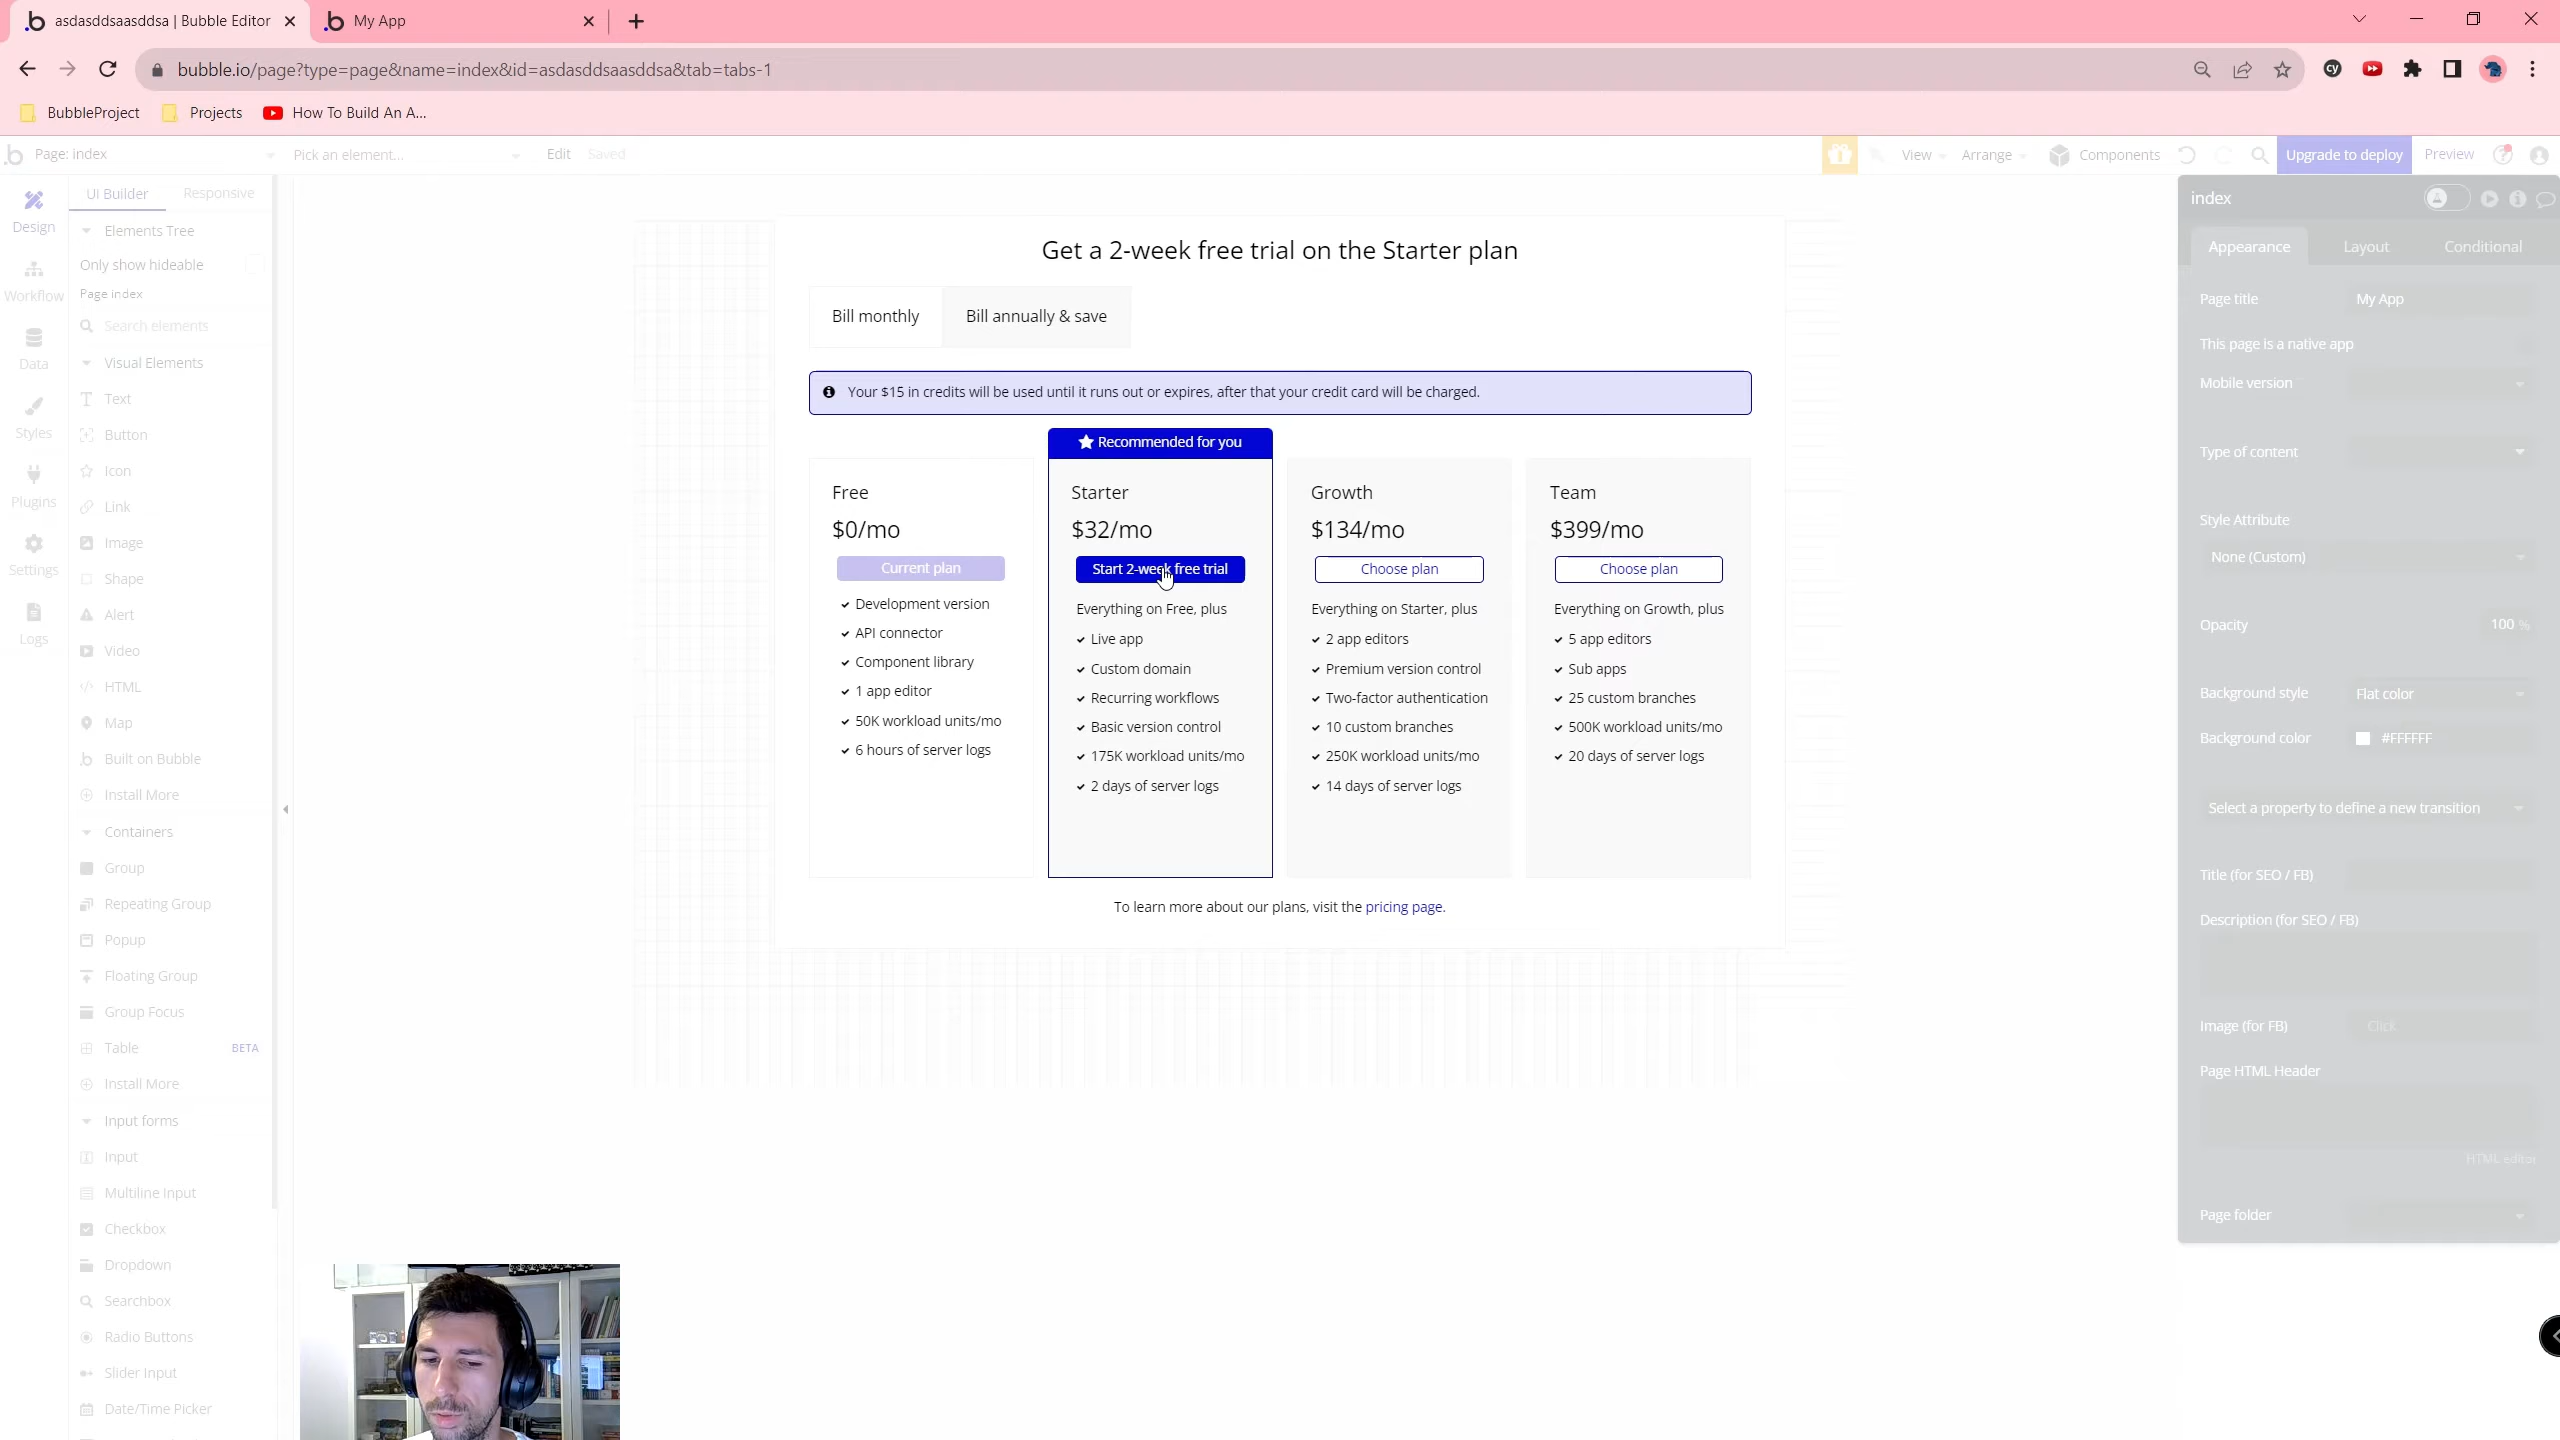 asdasddsaasddsa | Bubble Editor
My App
bubble.io/page?type=page&name=index&id=asdasddsaasddsa&tab=tabs-1
BubbleProject
Projects
How To Build An A...
Page: index
Pick an element...
Edit
Saved
View
Arrange
Components
Upgrade to deploy
Preview
Design
Workflow
Data
Styles
Plugins
Settings
Logs
UI Builder
Responsive
Elements Tree
Only show hideable
Page index
Search elements
Visual Elements
Text
Button
Icon
Link
Image
Shape
Alert
Video
HTML
Map
Built on Bubble
Install More
Containers
Group
Repeating Group
Popup
Floating Group
Group Focus
Table BETA
Install More
Input forms
Input
Multiline Input
Checkbox
Dropdown
Searchbox
Radio Buttons
Slider Input
Date/Time Picker
Get a 2-week free trial on the Starter plan
Bill monthly
Bill annually & save
Your $15 in credits will be used until it runs out or expires, after that your credit card will be charged.
Free
$0/mo
Current plan
Development version
API connector
Component library
1 app editor
50K workload units/mo
6 hours of server logs
Recommended for you
Starter
$32/mo
Start 2-week free trial
Everything on Free, plus
Live app
Custom domain
Recurring workflows
Basic version control
175K workload units/mo
2 days of server logs
Growth
$134/mo
Choose plan
Everything on Starter, plus
2 app editors
Premium version control
Two-factor authentication
10 custom branches
250K workload units/mo
14 days of server logs
Team
$399/mo
Choose plan
Everything on Growth, plus
5 app editors
Sub apps
25 custom branches
500K workload units/mo
20 days of server logs
To learn more about our plans, visit the pricing page.
index
Appearance
Layout
Conditional
Page title
My App
This page is a native app
Mobile version
Type of content
Style Attribute
None (Custom)
Opacity
100 %
Background style
Flat color
Background color
#FFFFFF
Select a property to define a new transition
Title (for SEO / FB)
Description (for SEO / FB)
Image (for FB)
Click
Page HTML Header
HTML editor
Page folder